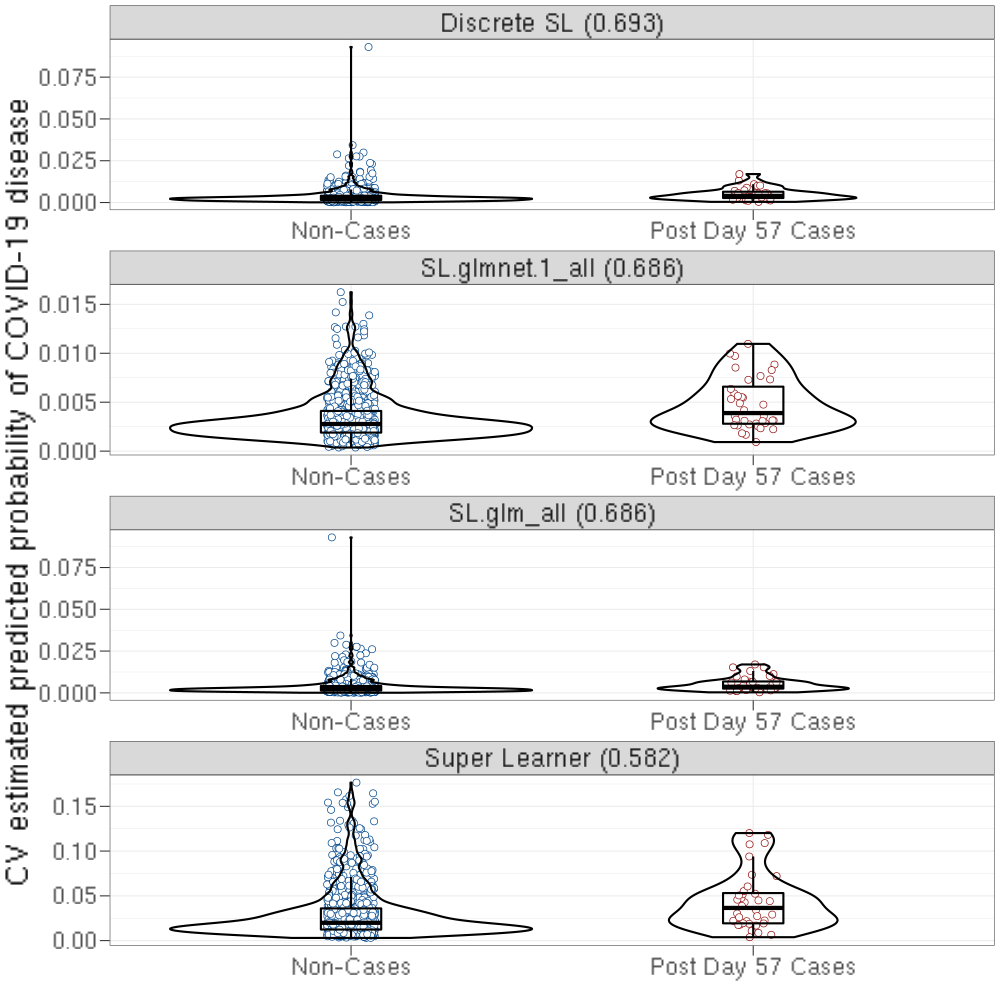 CV estimated predicted probability of COVID-19 disease
Discrete SL (0.693)
0.075
0.050
0.025
0.000
Non-Cases
Post Day 57 Cases
SL.glmnet.1_all (0.686)
0.015
0.010
0.005
0.000
Non-Cases
Post Day 57 Cases
SL.glm_all (0.686)
0.075
0.050
0.025
0.000
Non-Cases
Post Day 57 Cases
Super Learner (0.582)
0.15
0.10
0.05
0.00
Non-Cases
Post Day 57 Cases